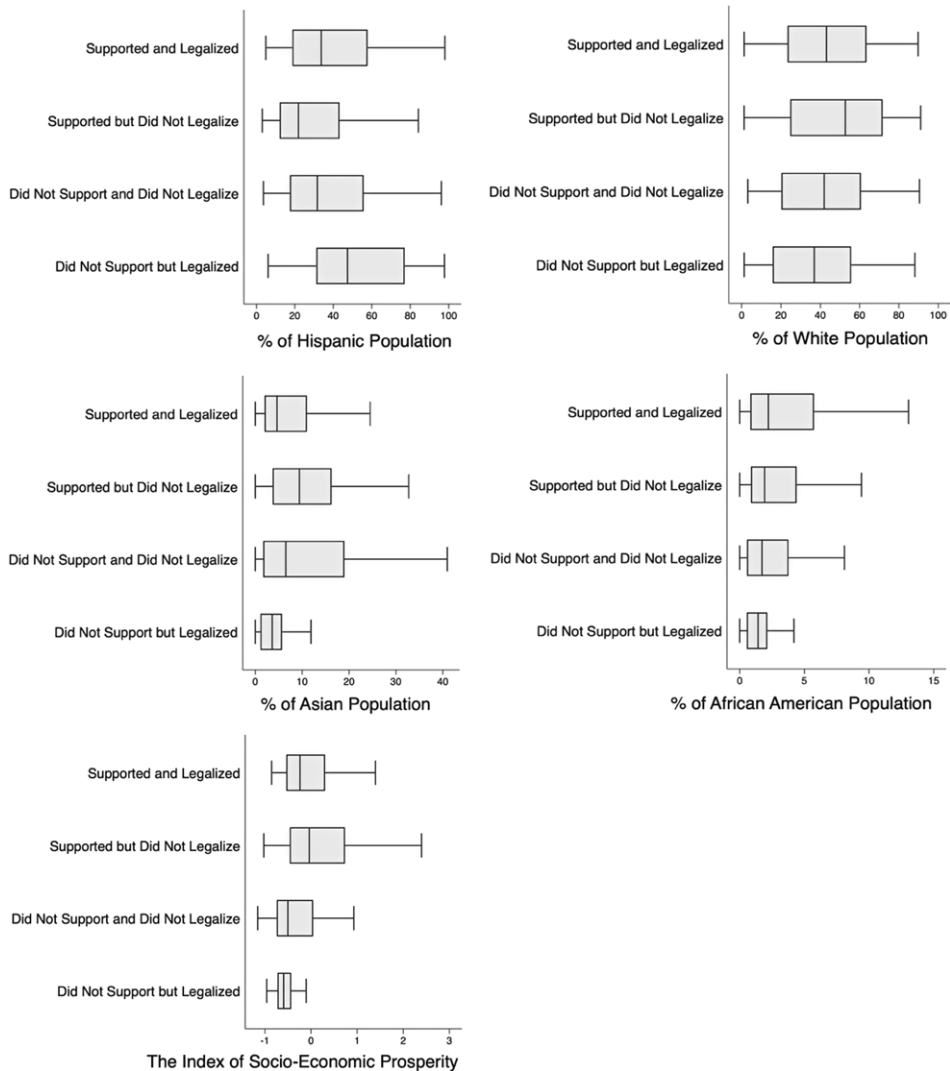 Supported and Legalized
Supported but Did Not Legalize
Did Not Support and Did Not Legalize
Did Not Support but Legalized
0 20 40 60 80 100
% of Hispanic Population
Supported and Legalized
Supported but Did Not Legalize
Did Not Support and Did Not Legalize
Did Not Support but Legalized
0 20 40 60 80 100
% of White Population
Supported and Legalized
Supported but Did Not Legalize
Did Not Support and Did Not Legalize
Did Not Support but Legalized
0 10 20 30 40
% of Asian Population
Supported and Legalized
Supported but Did Not Legalize
Did Not Support and Did Not Legalize
Did Not Support but Legalized
0 5 10 15
% of African American Population
Supported and Legalized
Supported but Did Not Legalize
Did Not Support and Did Not Legalize
Did Not Support but Legalized
-1 0 1 2 3
The Index of Socio-Economic Prosperity